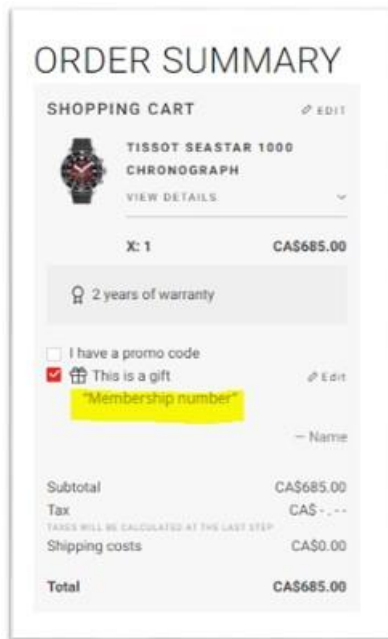 ORDER SUMMARY
SHOPPING CART EDIT
TISSOT SEASTAR 1000
CHRONOGRAPH
VIEW DETAILS
X: 1 CA$685.00
2 years of warranty
I have a promo code
This is a gift Edit
"Membership number"
— Name
Subtotal CA$685.00
Tax CA$ - . - -
TAXES WILL BE CALCULATED AT THE LAST STEP
Shipping costs CA$0.00
Total CA$685.00